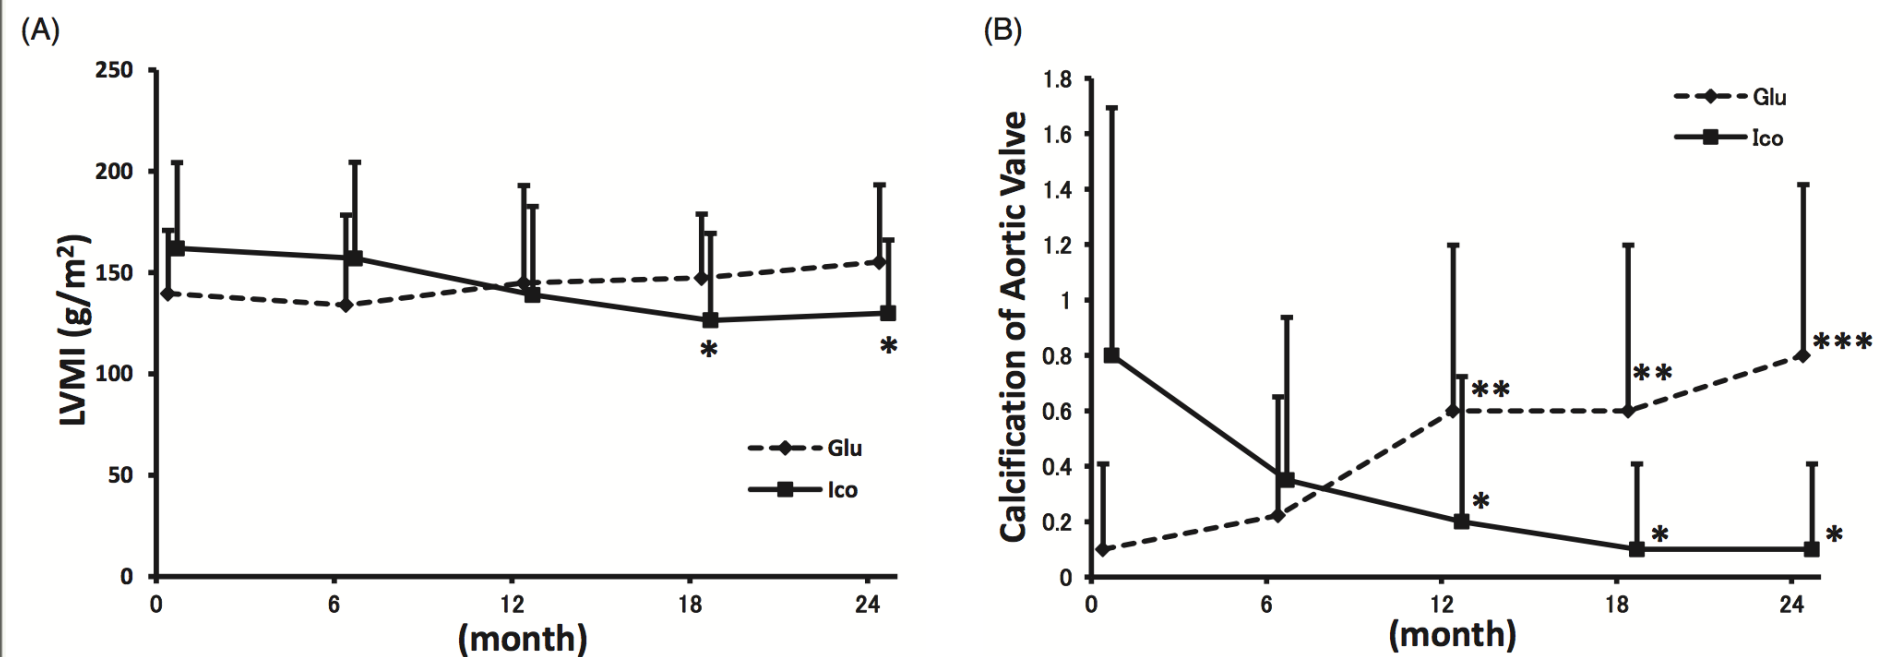 (A)
250
200
150
100
50
0
LVMI (g/m²)
*
*
Glu
Ico
0 6 12 18 24
(month)
(B)
1.8
1.6
1.4
1.2
1
0.8
0.6
0.4
0.2
0
Calcification of Aortic Valve
Glu
Ico
***
**
**
*
*
*
0 6 12 18 24
(month)